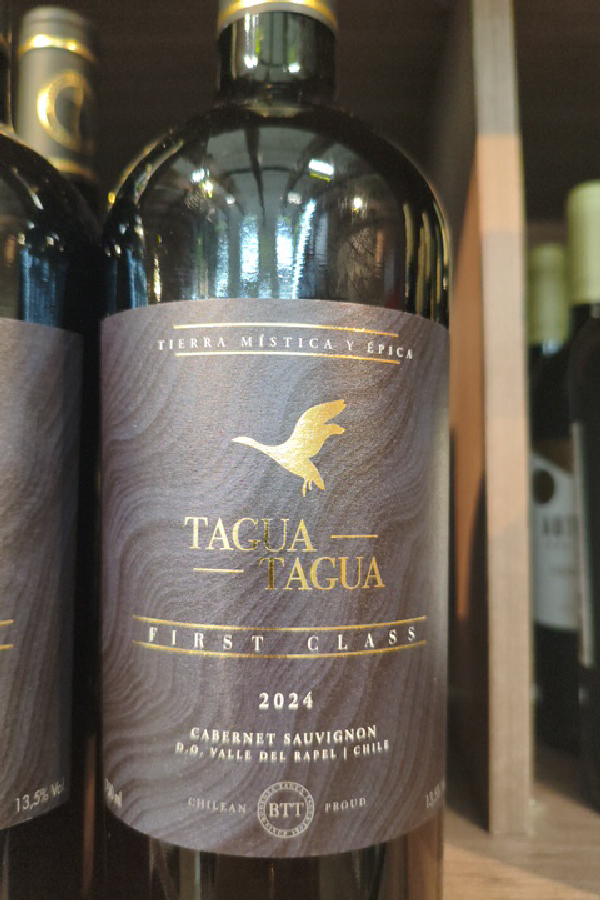 TIERRA MÍSTICA Y ÉPICA
TAGUA
TAGUA
FIRST CLASS
2024
CABERNET SAUVIGNON
D.O. VALLE DEL RAPEL | CHILE
CHILEAN BTT PROUD
13,5% Vol